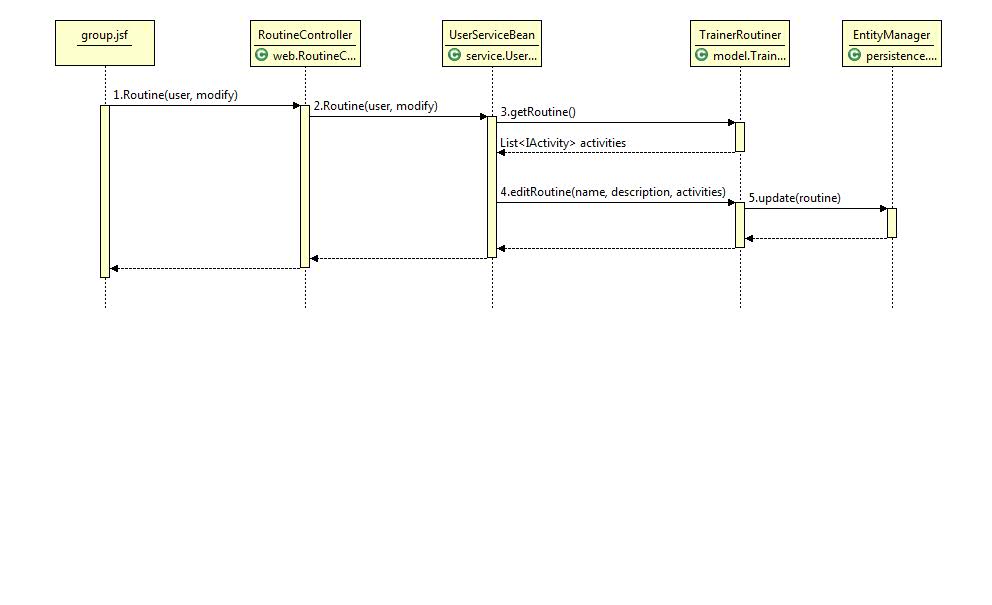 group.jsf
RoutineController
web.RoutineC...
UserServiceBean
service.User...
TrainerRoutiner
model.Train...
EntityManager
persistence....
1.Routine(user, modify)
2.Routine(user, modify)
3.getRoutine()
List<IActivity> activities
4.editRoutine(name, description, activities)
5.update(routine)